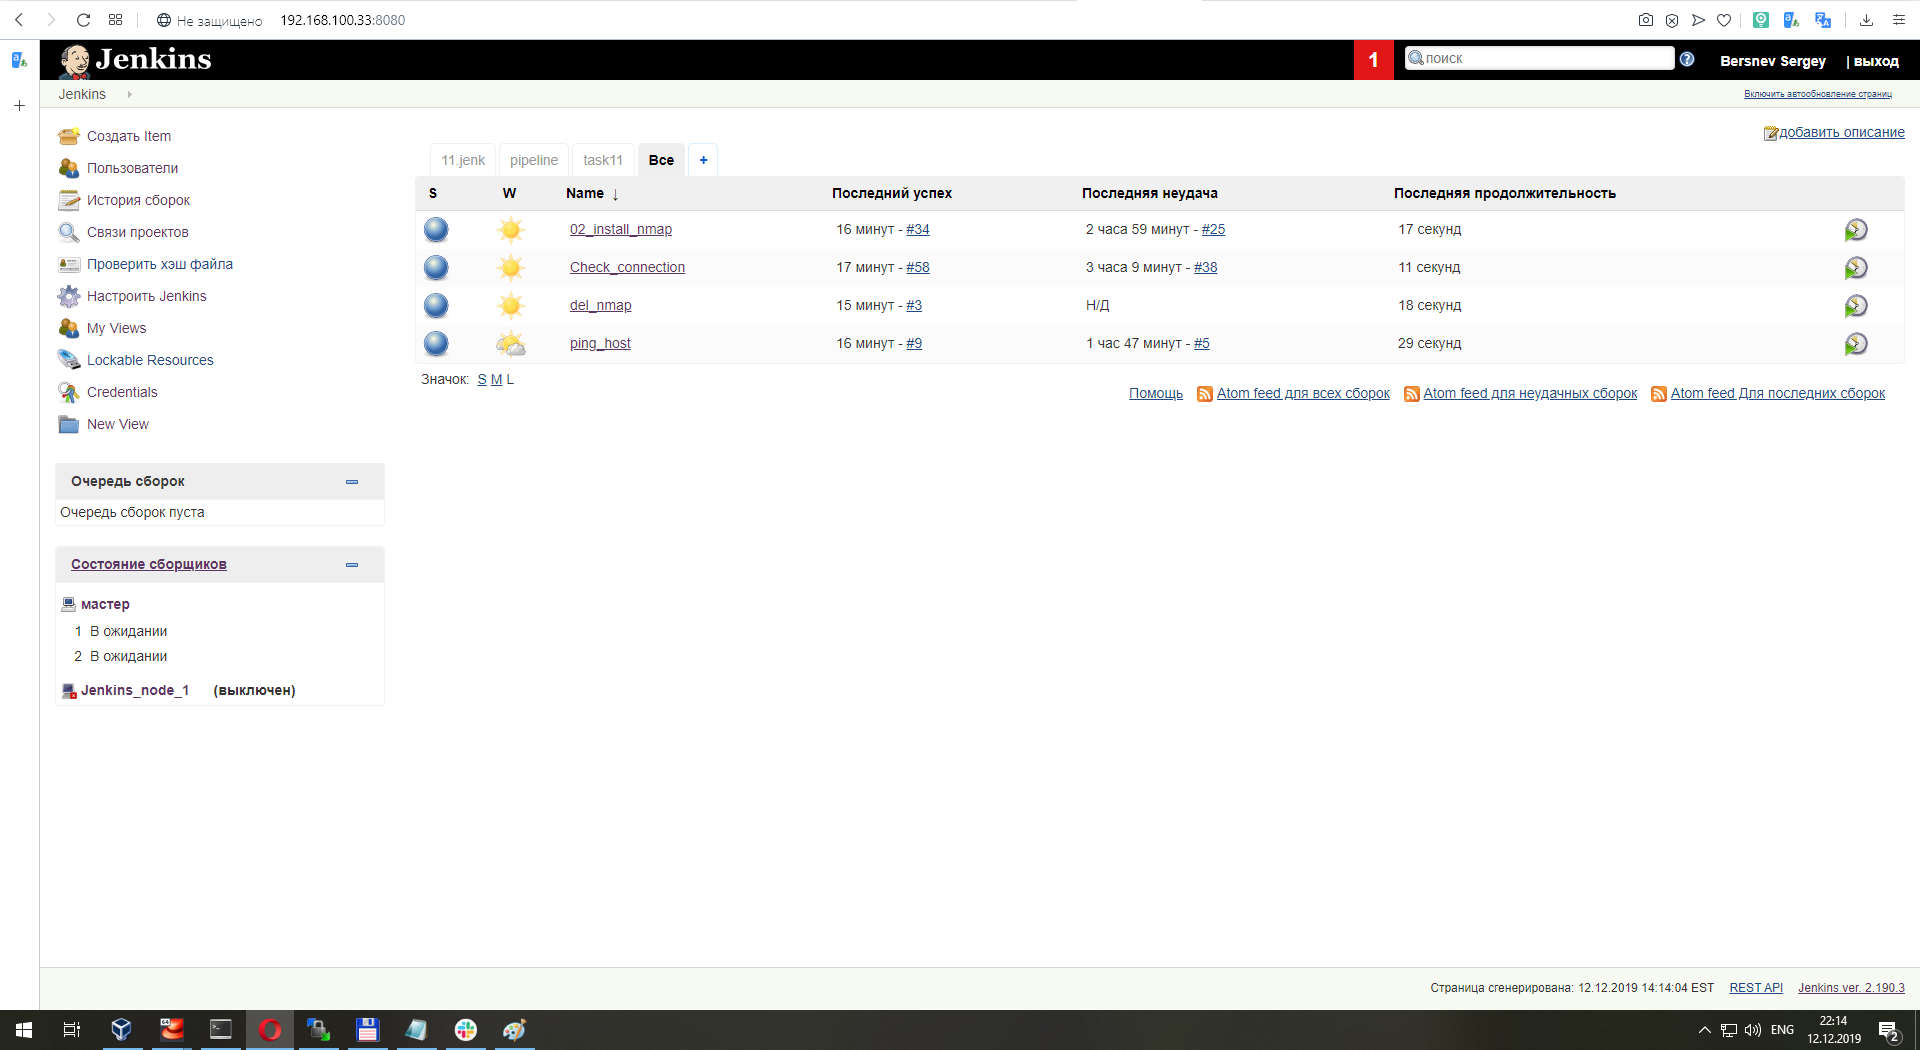 Не защищено 192.168.100.33:8080
Jenkins
1
поиск
Bersnev Sergey | выход
Jenkins
Включить автообновление страниц
добавить описание
Создать Item
Пользователи
История сборок
Связи проектов
Проверить хэш файла
Настроить Jenkins
My Views
Lockable Resources
Credentials
New View
Очередь сборок
Очередь сборок пуста
Состояние сборщиков
мастер
1 В ожидании
2 В ожидании
Jenkins_node_1 (выключен)
11.jenk pipeline task11 Все +
S W Name ↓ Последний успех Последняя неудача Последняя продолжительность
02_install_nmap 16 минут - #34 2 часа 59 минут - #25 17 секунд
Check_connection 17 минут - #58 3 часа 9 минут - #38 11 секунд
del_nmap 15 минут - #3 Н/Д 18 секунд
ping_host 16 минут - #9 1 час 47 минут - #5 29 секунд
Значок: S M L
Помощь Atom feed для всех сборок Atom feed для неудачных сборок Atom feed Для последних сборок
Страница сгенерирована: 12.12.2019 14:14:04 EST REST API Jenkins ver. 2.190.3
ENG
22:14
12.12.2019
2